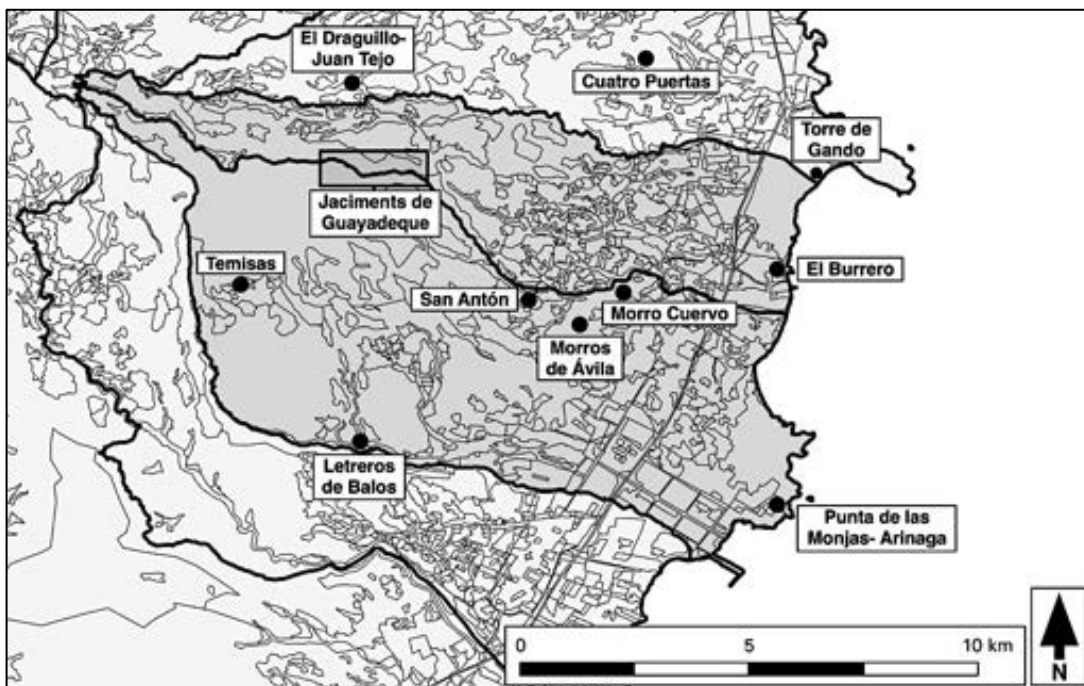 El Draguillo-
Juan Tejo
Cuatro Puertas
Torre de
Gando
Jaciments de
Guayadeque
Temisas
San Antón
El Burrero
Morro Cuervo
Morros
de Ávila
Letreros
de Balos
Punta de las
Monjas- Arinaga
0 5 10 km
N